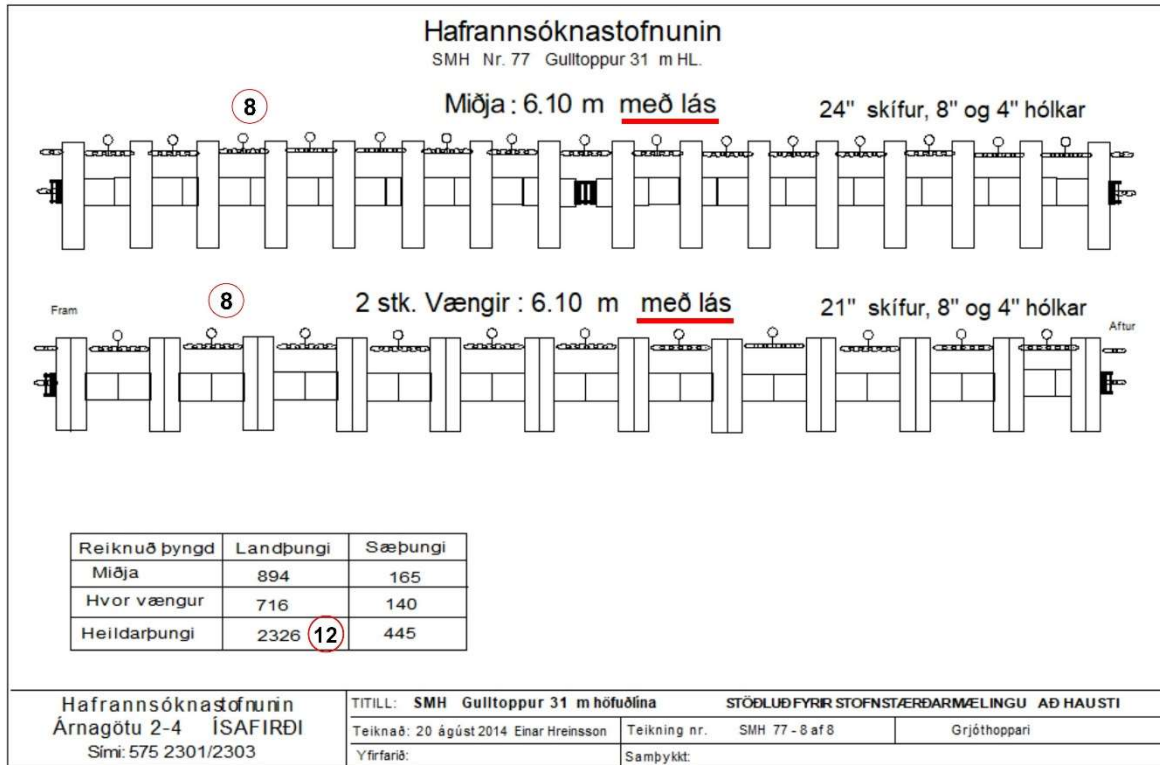 Hafrannsóknastofnunin
SMH Nr. 77 Gulltoppur 31 m HL.
8 Miðja : 6.10 m með lás 24" skífur, 8" og 4" hólkar
8 2 stk. Vængir : 6.10 m með lás 21" skífur, 8" og 4" hólkar
Fram Aftur
Reiknuð þyngd Landþungi Sæþungi
Miðja 894 165
Hvor vængur 716 140
Heildarþungi 2326 12 445
Hafrannsóknastofnunin
Árnagötu 2-4 ÍSAFIRÐI
Sími: 575 2301/2303
TITILL: SMH Gulltoppur 31 m höfuðlína STÖÐLUÐ FYRIR STOFNSTÆRÐARMÆLINGU AÐ HAUSTI
Teiknað: 20 ágúst 2014 Einar Hreinsson Teikning nr. SMH 77 - 8 af 8 Grjóthoppari
Yfirfarið: Samþykkt: